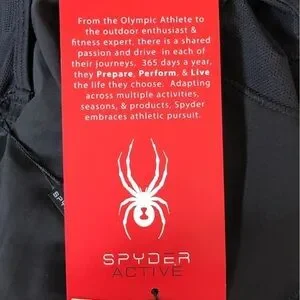 From the Olympic Athlete to
the outdoor enthusiast &
fitness expert, there is a shared
passion and drive in each of
their journeys. 365 days a year,
they Prepare, Perform, & Live
the life they choose. Adapting
across multiple activities,
seasons, & products, Spyder
embraces athletic pursuit.
SPYDER
ACTIVE